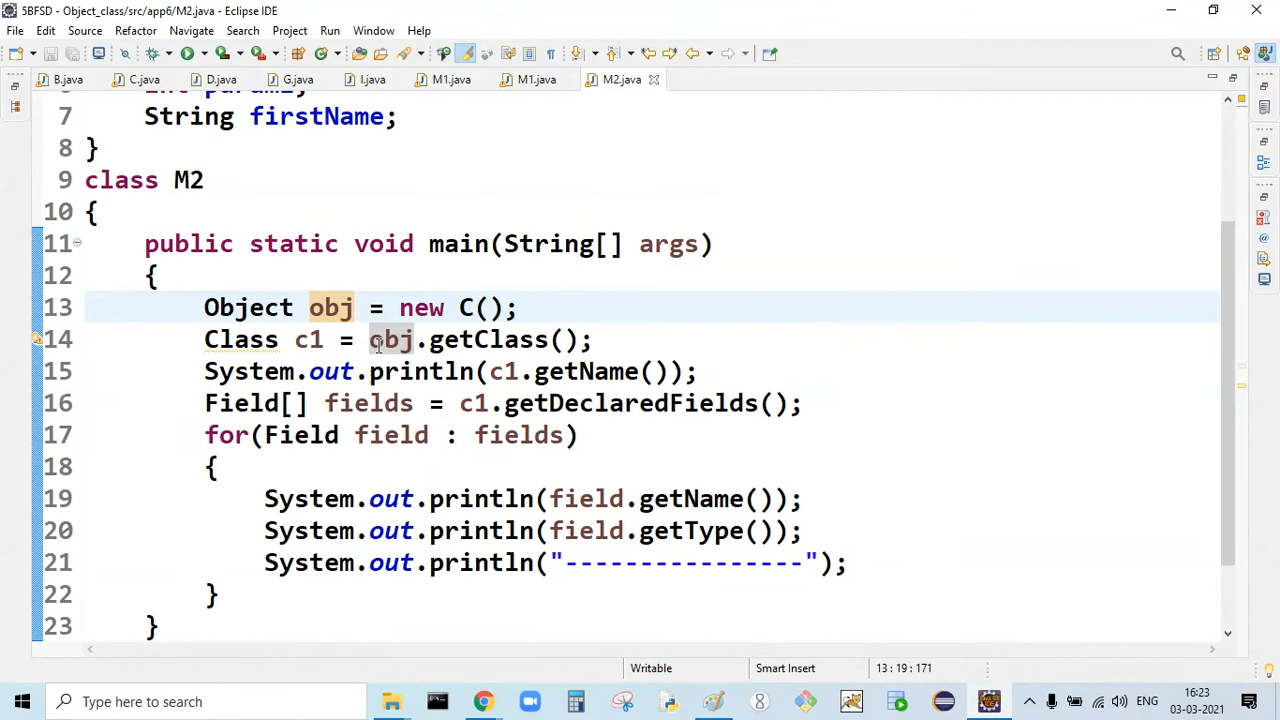 5BFSD - Object_class/src/app6/M2.java - Eclipse IDE
File Edit Source Refactor Navigate Search Project Run Window Help
B.java C.java D.java G.java I.java M1.java M1.java M2.java
7 String firstName;
8 }
9 class M2
10 {
11 public static void main(String[] args)
12 {
13 Object obj = new C();
14 Class c1 = obj.getClass();
15 System.out.println(c1.getName());
16 Field[] fields = c1.getDeclaredFields();
17 for(Field field : fields)
18 {
19 System.out.println(field.getName());
20 System.out.println(field.getType());
21 System.out.println("----------------");
22 }
23 }
Writable Smart Insert 13 : 19 : 171
Type here to search
ENG
6:23
03-03-2021